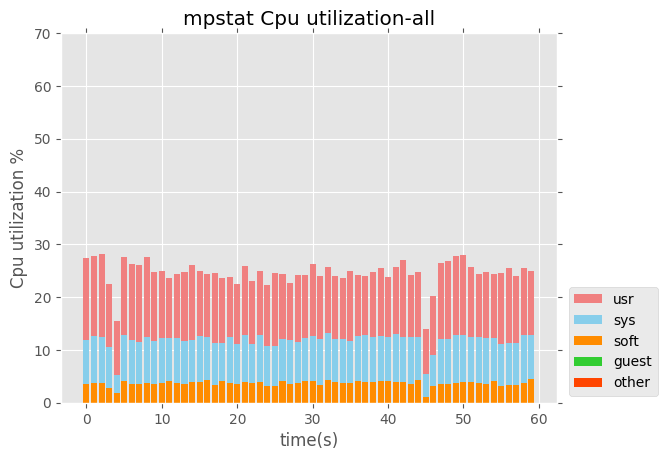 mpstat Cpu utilization-all
70
60
50
40
30
20
10
0
Cpu utilization %
0 10 20 30 40 50 60
time(s)
usr
sys
soft
guest
other